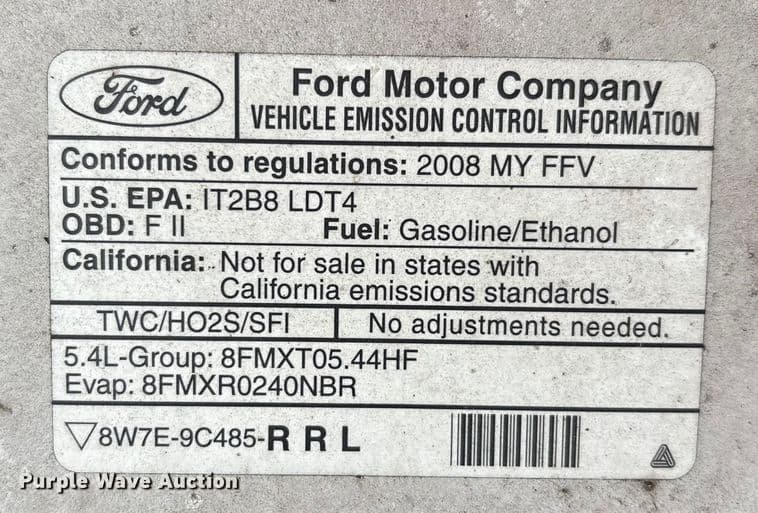 Ford
Ford Motor Company
VEHICLE EMISSION CONTROL INFORMATION
Conforms to regulations: 2008 MY FFV
U.S. EPA: IT2B8 LDT4
OBD: F II Fuel: Gasoline/Ethanol
California: Not for sale in states with
California emissions standards.
TWC/HO2S/SFI No adjustments needed.
5.4L-Group: 8FMXT05.44HF
Evap: 8FMXR0240NBR
8W7E-9C485-R R L
Purple Wave Auction